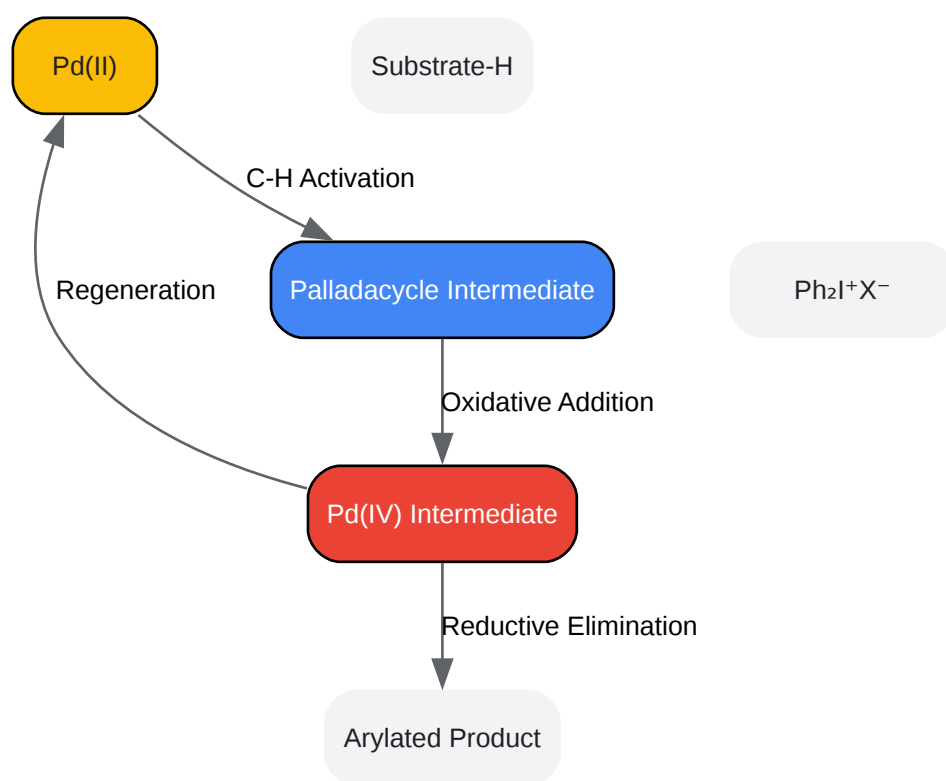 Pd(II)
Substrate-H
C-H Activation
Regeneration
Palladacycle Intermediate
Ph₂I⁺X⁻
Oxidative Addition
Pd(IV) Intermediate
Reductive Elimination
Arylated Product